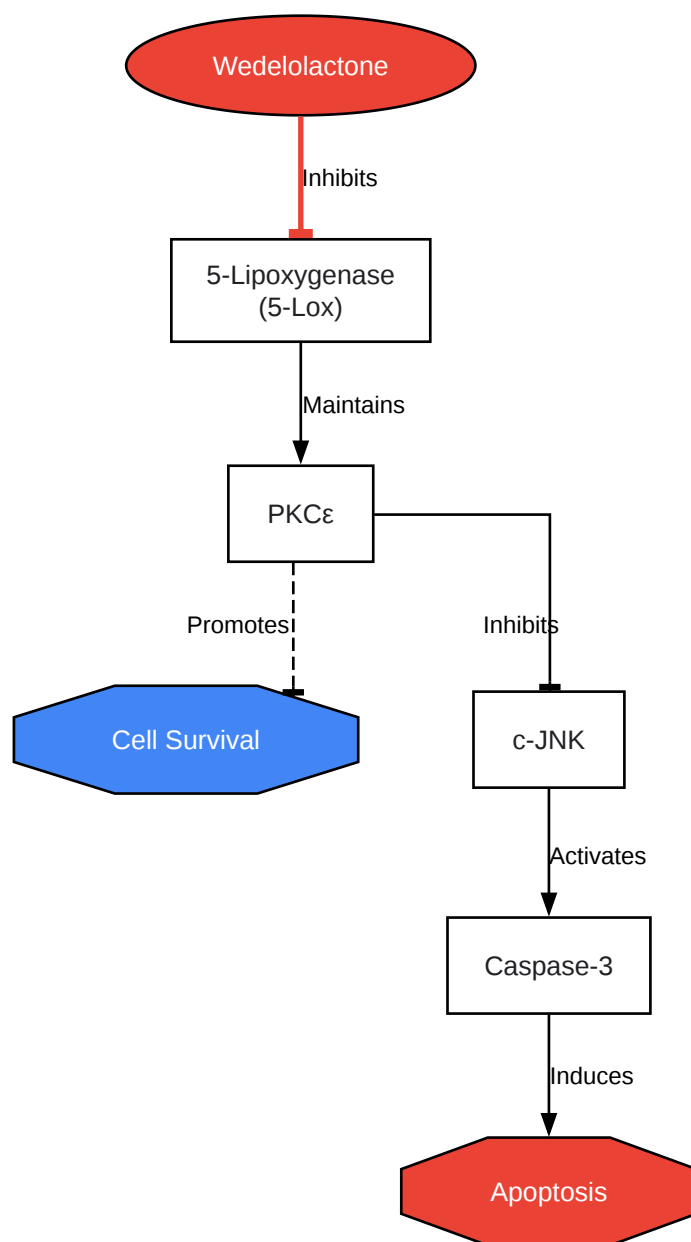 Wedelolactone
Inhibits
5-Lipoxygenase
(5-Lox)
Maintains
PKCε
Promotes
Inhibits
Cell Survival
c-JNK
Activates
Caspase-3
Induces
Apoptosis